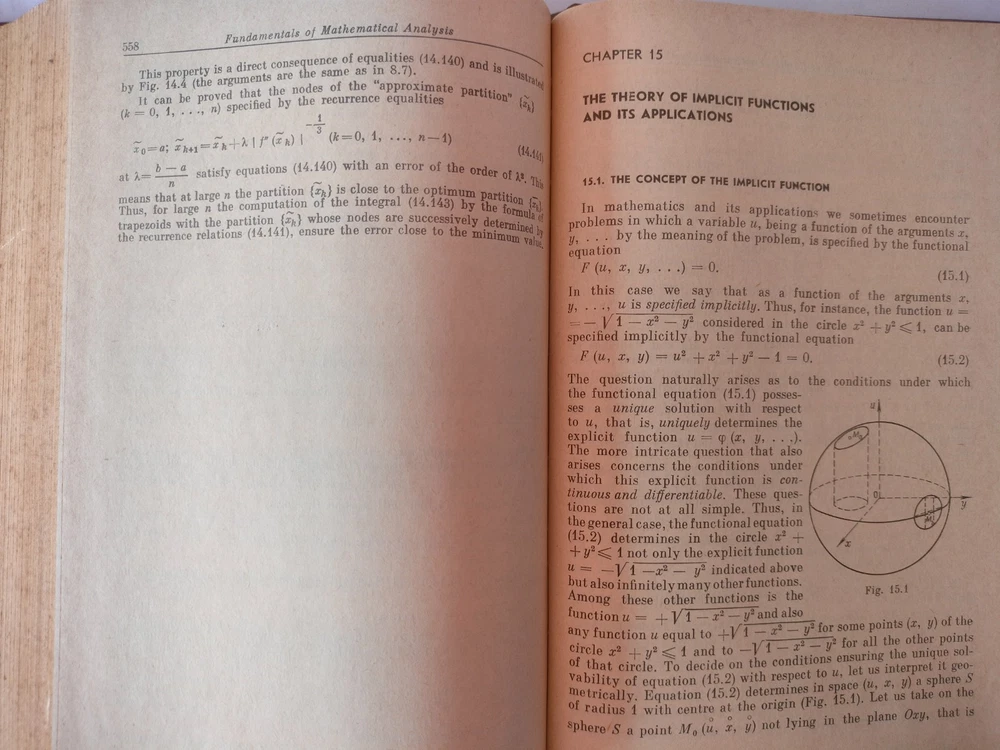 558
Fundamentals of Mathematical Analysis
This property is a direct consequence of equalities (14.140) and is illustrated
by Fig. 14.4 (the arguments are the same as in 8.7).
It can be proved that the nodes of the "approximate partition" {x̃ₖ}
(k = 0, 1, . . ., n) specified by the recurrence equalities
x̃₀=a; x̃ₖ₊₁=x̃ₖ+λ | f″ (x̃ₖ) |^(−1/3) (k=0, 1, ..., n—1)
(14.141)
at λ = (b — a)/n satisfy equations (14.140) with an error of the order of λ². This
means that at large n the partition {x̃ₖ} is close to the optimum partition {x̂ₖ}.
Thus, for large n the computation of the integral (14.143) by the formula of
trapezoids with the partition {x̃ₖ} whose nodes are successively determined by
the recurrence relations (14.141), ensure the error close to the minimum value.
CHAPTER 15
THE THEORY OF IMPLICIT FUNCTIONS
AND ITS APPLICATIONS
15.1. THE CONCEPT OF THE IMPLICIT FUNCTION
In mathematics and its applications we sometimes encounter
problems in which a variable u, being a function of the arguments x,
y, . . . by the meaning of the problem, is specified by the functional
equation
F (u, x, y, . . .) = 0.
(15.1)
In this case we say that as a function of the arguments x,
y, . . ., u is specified implicitly. Thus, for instance, the function u =
= — √(1 — x² — y²) considered in the circle x² + y² ⩽ 1, can be
specified implicitly by the functional equation
F (u, x, y) = u² + x² + y² — 1 = 0.
(15.2)
The question naturally arises as to the conditions under which
the functional equation (15.1) posses-
ses a unique solution with respect
to u, that is, uniquely determines the
explicit function u = φ (x, y, . . .).
The more intricate question that also
arises concerns the conditions under
which this explicit function is con-
tinuous and differentiable. These ques-
tions are not at all simple. Thus, in
the general case, the functional equation
(15.2) determines in the circle x² +
+ y² ⩽ 1 not only the explicit function
u = —√(1 —x² — y²) indicated above
but also infinitely many other functions.
Among these other functions is the
function u = +√(1 — x² — y²) and also
u
M₀
0
y
M₁
x
Fig. 15.1
any function u equal to +√(1 — x² — y²) for some points (x, y) of the
circle x² + y² ⩽ 1 and to —√(1 — x² — y²) for all the other points
of that circle. To decide on the conditions ensuring the unique sol-
vability of equation (15.2) with respect to u, let us interpret it geo-
metrically. Equation (15.2) determines in space (u, x, y) a sphere S
of radius 1 with centre at the origin (Fig. 15.1). Let us take on the
sphere S a point M₀ (ů, x̊, ẙ) not lying in the plane Oxy, that is